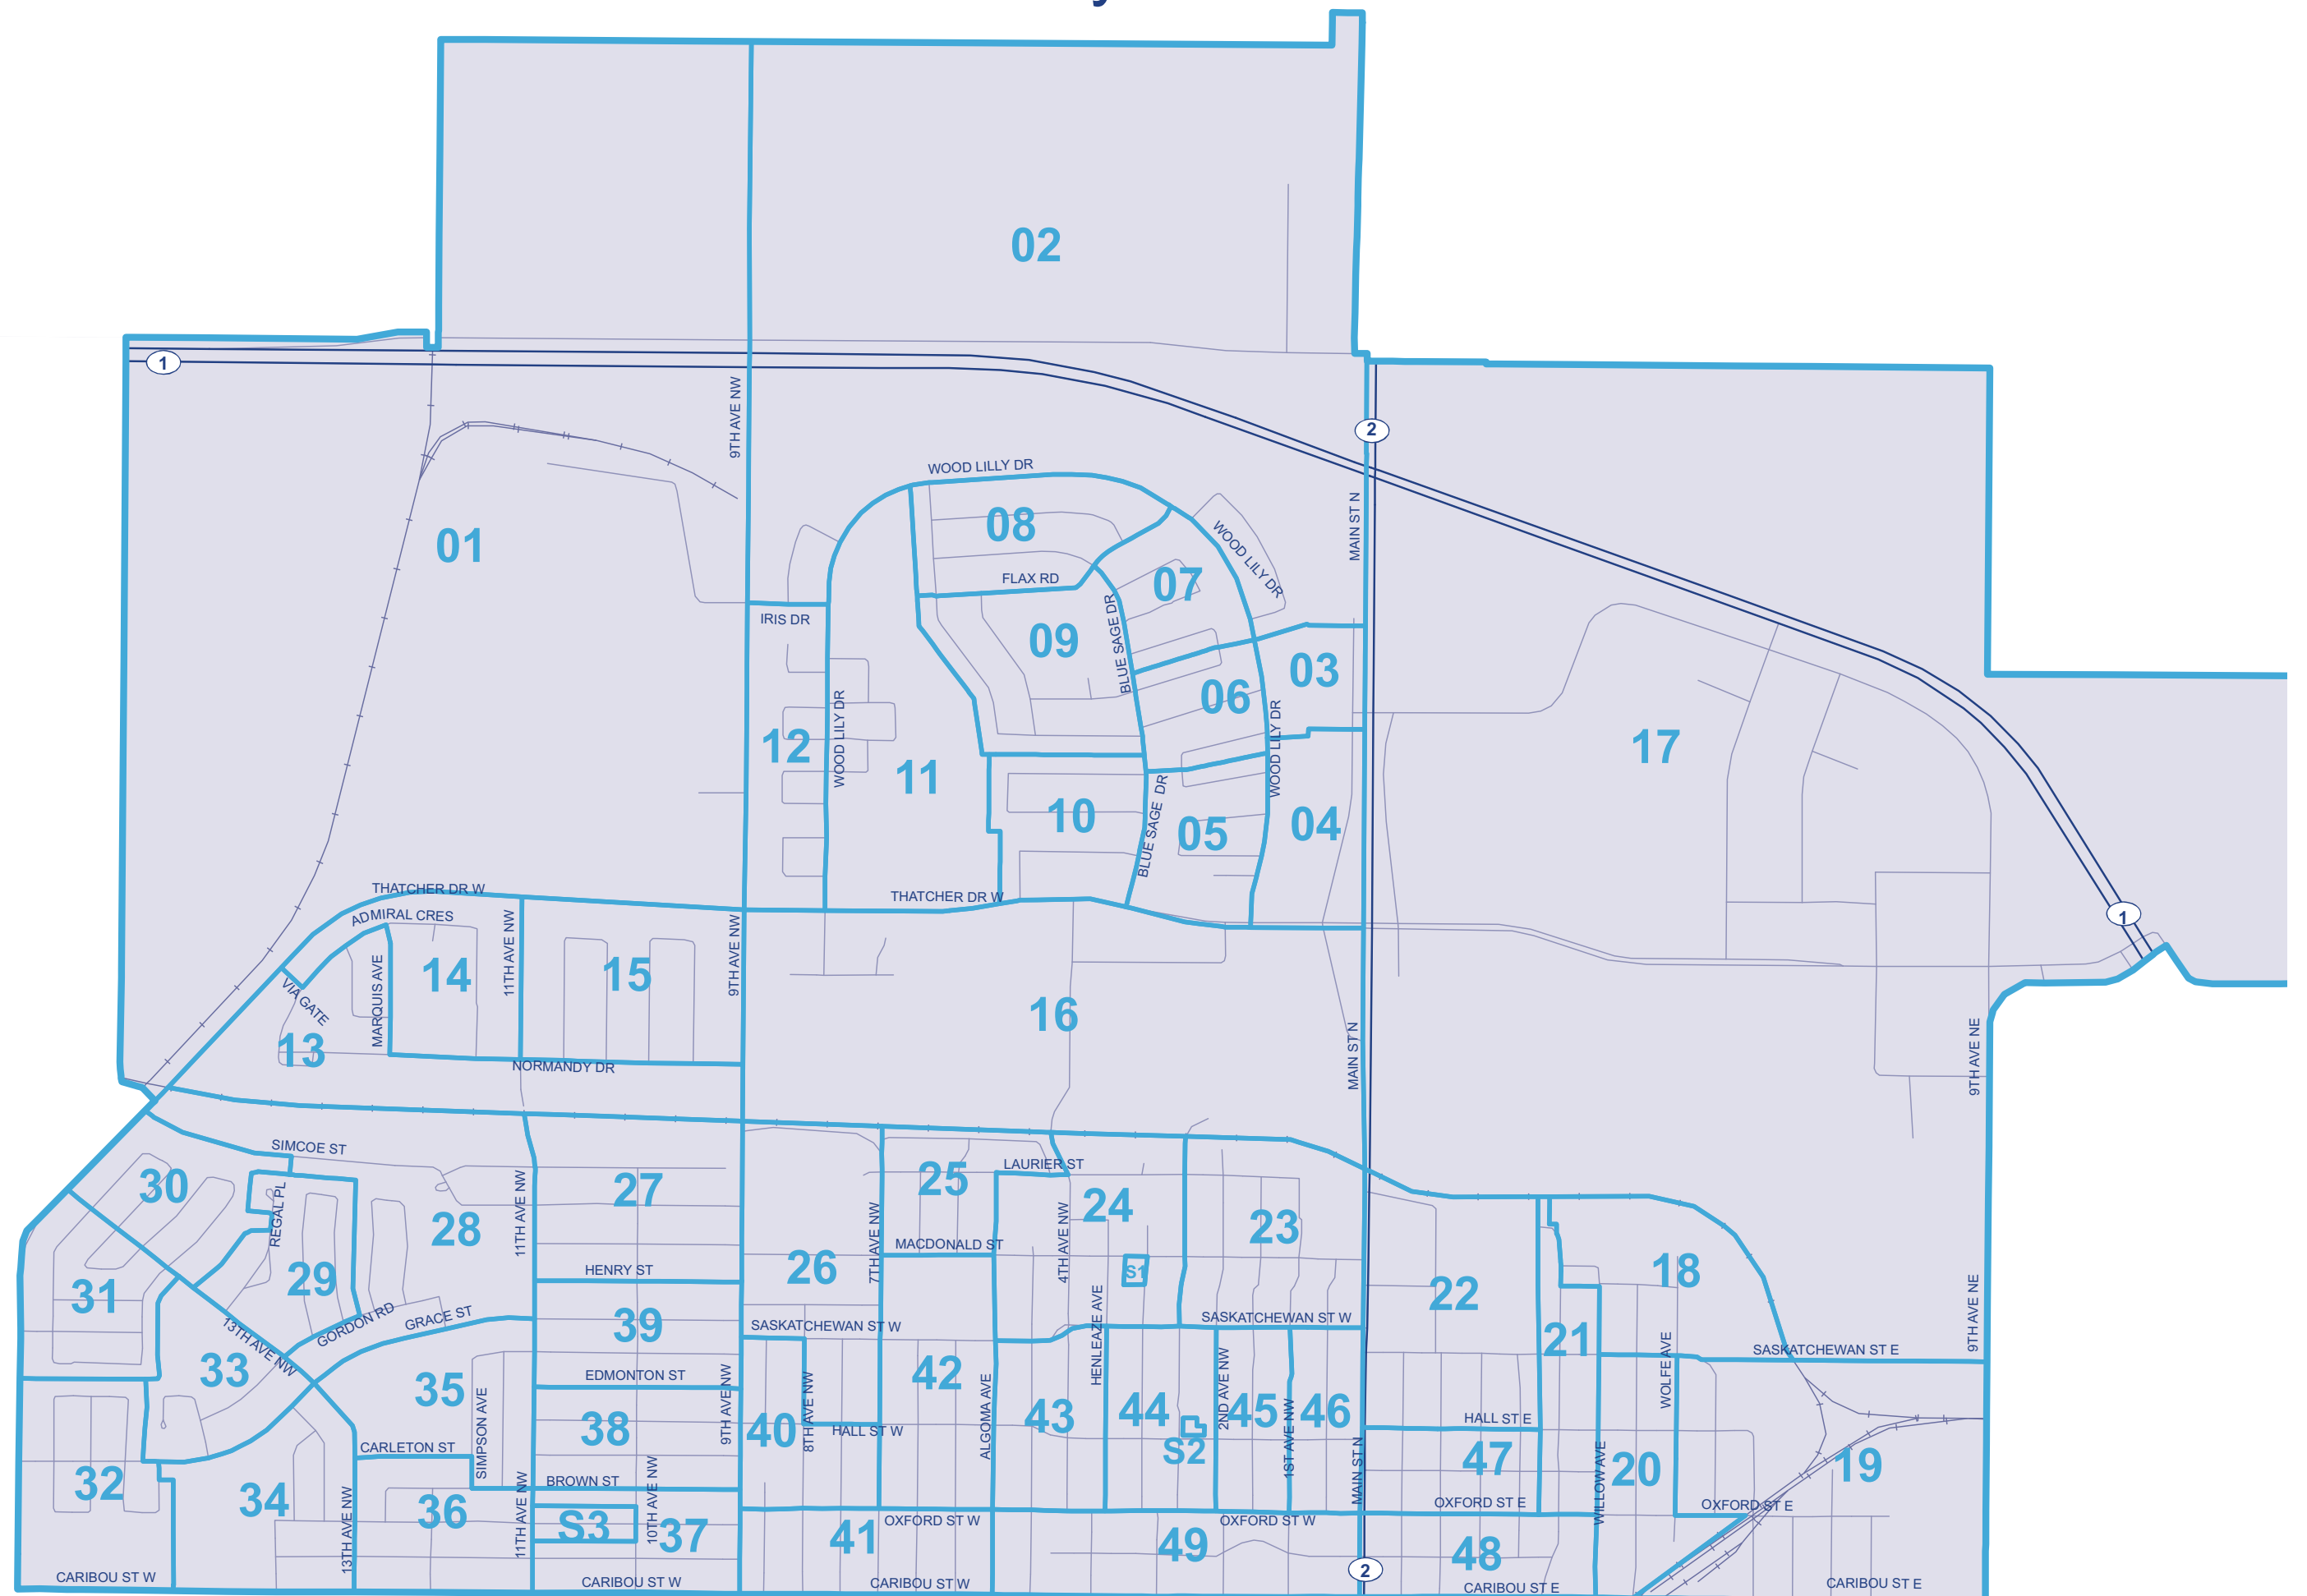 02
1
9TH AVE NW
2
WOOD LILLY DR
MAIN ST N
08
WOOD LILY DR
01
FLAX RD
07
IRIS DR
BLUE SAGE DR
09
03
06
12
WOOD LILY DR
WOOD LILY DR
17
11
10
BLUE SAGE DR
05
04
THATCHER DR W
THATCHER DR W
1
ADMIRAL CRES
11TH AVE NW
9TH AVE NW
14
15
MARQUIS AVE
VIA GATE
16
13
NORMANDY DR
MAIN ST N
9TH AVE NE
SIMCOE ST
LAURIER ST
30
27
25
24
REGAL PL
28
11TH AVE NW
7TH AVE NW
MACDONALD ST
4TH AVE NW
23
26
HENRY ST
S1
18
29
31
22
9TH AVE NE
GORDON RD
GRACE ST
39
SASKATCHEWAN ST W
HENLEAZE AVE
SASKATCHEWAN ST W
21
13TH AVE NW
33
SASKATCHEWAN ST E
WOLFE AVE
35
EDMONTON ST
42
SIMPSON AVE
9TH AVE NW
8TH AVE NW
ALGOMA AVE
43
44
2ND AVE NW
45
1ST AVE NW
46
38
40
HALL ST W
HALL ST E
CARLETON ST
S2
MAIN ST N
47
WILLOW AVE
20
19
32
34
BROWN ST
36
13TH AVE NW
11TH AVE NW
S3
10TH AVE NW
37
41
OXFORD ST W
OXFORD ST W
OXFORD ST E
OXFORD ST E
49
48
2
CARIBOU ST W
CARIBOU ST W
CARIBOU ST W
CARIBOU ST E
CARIBOU ST E